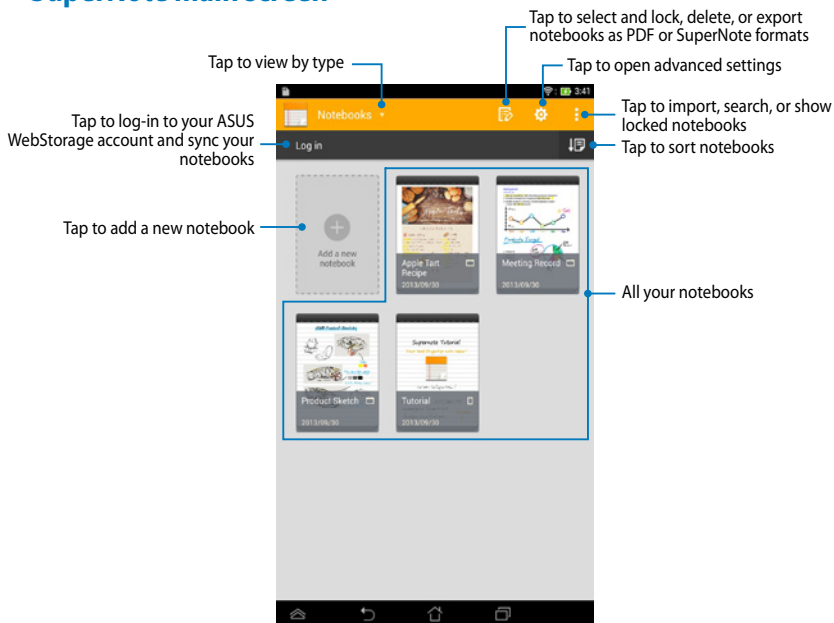 SuperNote main screen
Tap to select and lock, delete, or export
notebooks as PDF or SuperNote formats
Tap to view by type
Tap to open advanced settings
3:41
Notebooks
Tap to import, search, or show
locked notebooks
Tap to log-in to your ASUS
WebStorage account and sync your
notebooks
Log in
Tap to sort notebooks
Tap to add a new notebook
Add a new
notebook
Apple Tart
Recipe
2013/09/30
Meeting Record
2013/09/30
All your notebooks
Supernote Tutorial
Product Sketch
2013/09/30
Tutorial
2013/09/30